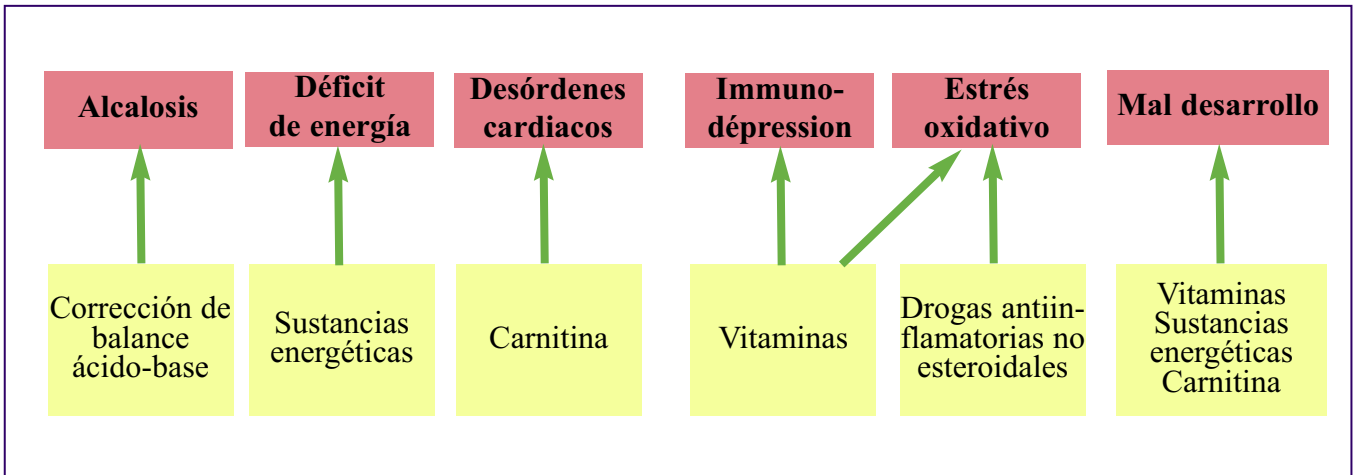 Alcalosis
Déficit
de energía
Desórdenes
cardiacos
Immuno-
dépression
Estrés
oxidativo
Mal desarrollo
Corrección de
balance
ácido-base
Sustancias
energéticas
Carnitina
Vitaminas
Drogas antiin-
flamatorias no
esteroidales
Vitaminas
Sustancias
energéticas
Carnitina